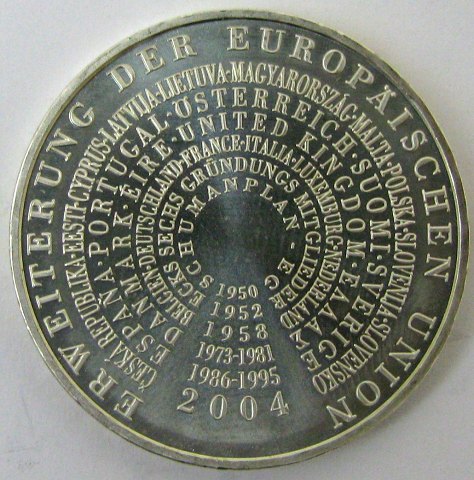 ERWEITERUNG DER EUROPÄISCHEN UNION
ČESKÁ REPUBLIKA·EESTI·CYPRUS·LATVIJA·LIETUVA·MAGYARORSZÁG·MALTA·POLSKA·SLOVENIJA·SLOVENSKO
ESPAÑA·PORTUGAL·ÖSTERREICH·SUOMI·SVERIGE
DANMARK·ÉIRE·UNITED KINGDOM
BELGIEN·DEUTSCHLAND·FRANCE·ITALIA·LUXEMBURG·NEDERLAND
SECHS GRÜNDUNGSMITGLIEDER
SCHUMANPLAN
1950
1952
1958
1973-1981
1986-1995
2004